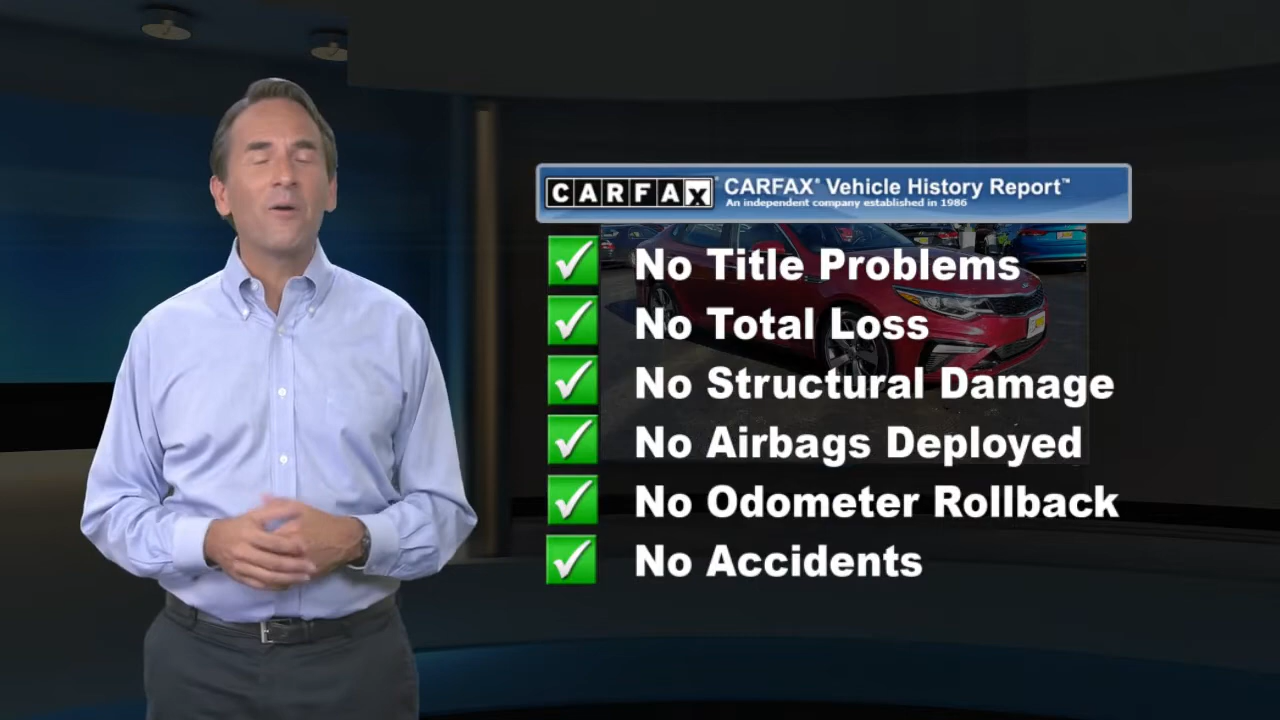 CARFAX
CARFAX® Vehicle History Report™
An independent company established in 1986
No Title Problems
No Total Loss
No Structural Damage
No Airbags Deployed
No Odometer Rollback
No Accidents